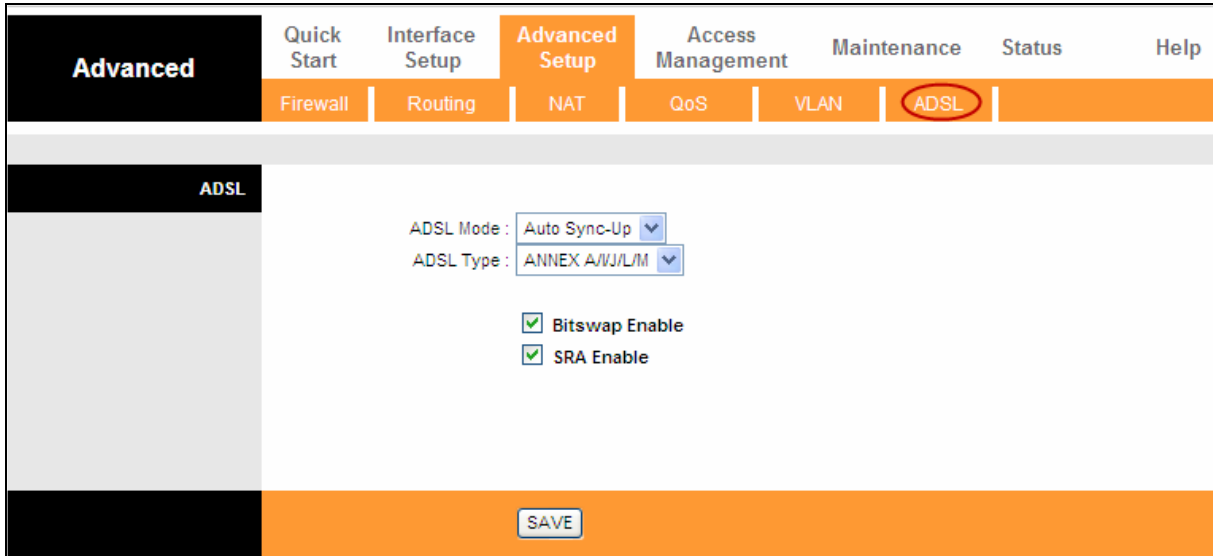 Advanced
Quick Start
Interface Setup
Advanced Setup
Access Management
Maintenance
Status
Help
Firewall
Routing
NAT
QoS
VLAN
ADSL
ADSL
ADSL Mode : Auto Sync-Up
ADSL Type : ANNEX A/I/J/L/M
Bitswap Enable
SRA Enable
SAVE